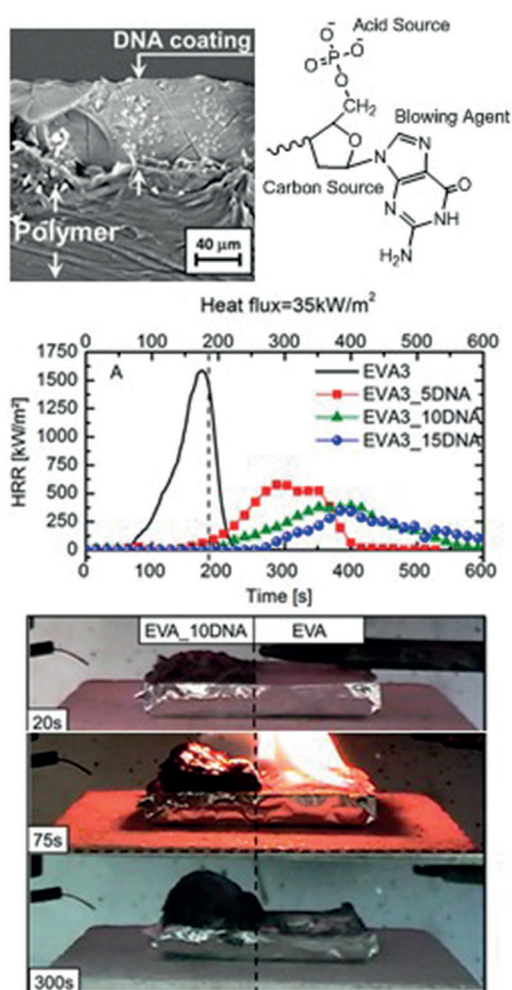 DNA coating
Polymer
40 μm
Acid Source
O⁻
O⁻
O=P
O
CH₂
O
Blowing Agent
Carbon Source
N
N
O
N
NH
H₂N
Heat flux=35kW/m²
0 100 200 300 400 500 600
1750
1500
1250
1000
750
500
250
0
HRR [kW/m²]
A
EVA3
EVA3_5DNA
EVA3_10DNA
EVA3_15DNA
0 100 200 300 400 500 600
Time [s]
EVA_10DNA EVA
20s
75s
300s